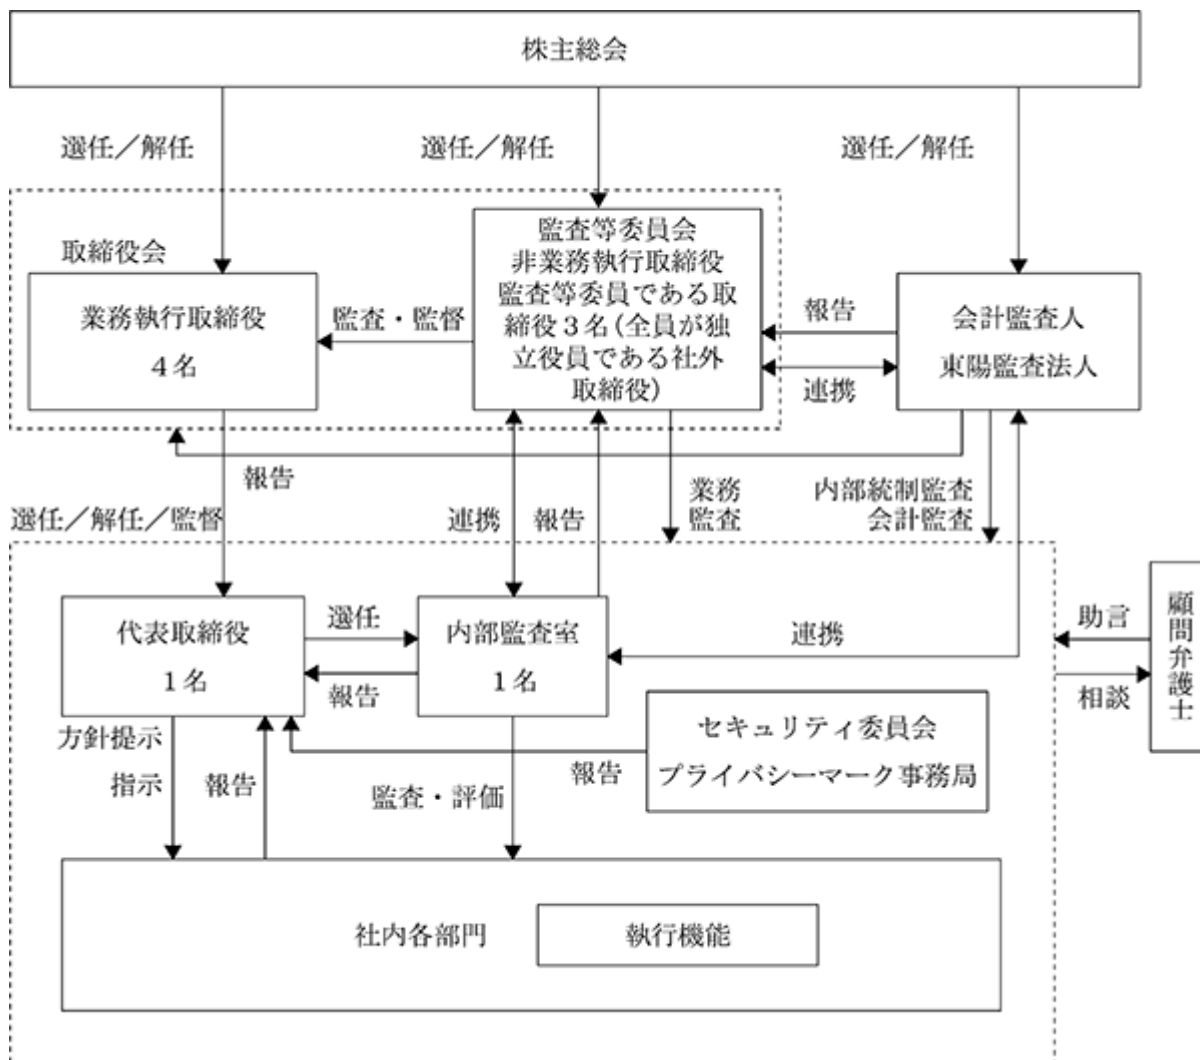 株主総会
選任／解任
選任／解任
選任／解任
取締役会
業務執行取締役
４名
監査・監督
監査等委員会
非業務執行取締役
監査等委員である取
締役３名(全員が独
立役員である社外
取締役)
報告
連携
会計監査人
東陽監査法人
報告
選任／解任／監督
連携
報告
業務
監査
内部統制監査
会計監査
代表取締役
１名
選任
報告
内部監査室
１名
連携
助言
相談
顧問弁護士
方針提示
指示
報告
監査・評価
報告
セキュリティ委員会
プライバシーマーク事務局
社内各部門
執行機能